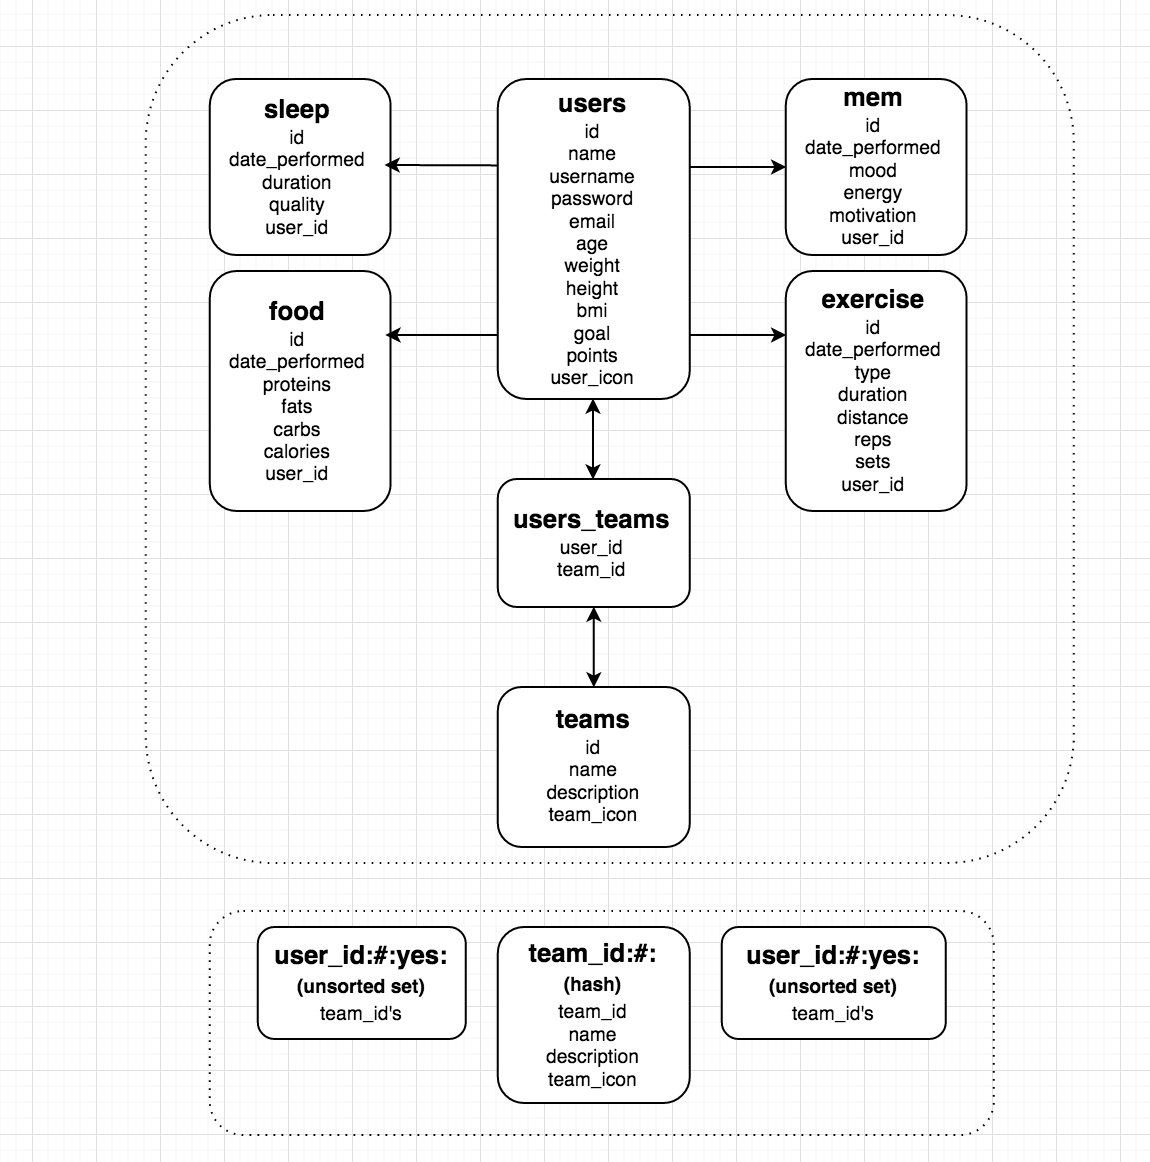 sleep
id
date_performed
duration
quality
user_id
users
id
name
username
password
email
age
weight
height
bmi
goal
points
user_icon
mem
id
date_performed
mood
energy
motivation
user_id
food
id
date_performed
proteins
fats
carbs
calories
user_id
exercise
id
date_performed
type
duration
distance
reps
sets
user_id
users_teams
user_id
team_id
teams
id
name
description
team_icon
user_id:#:yes:
(unsorted set)
team_id's
team_id:#:
(hash)
team_id
name
description
team_icon
user_id:#:yes:
(unsorted set)
team_id's